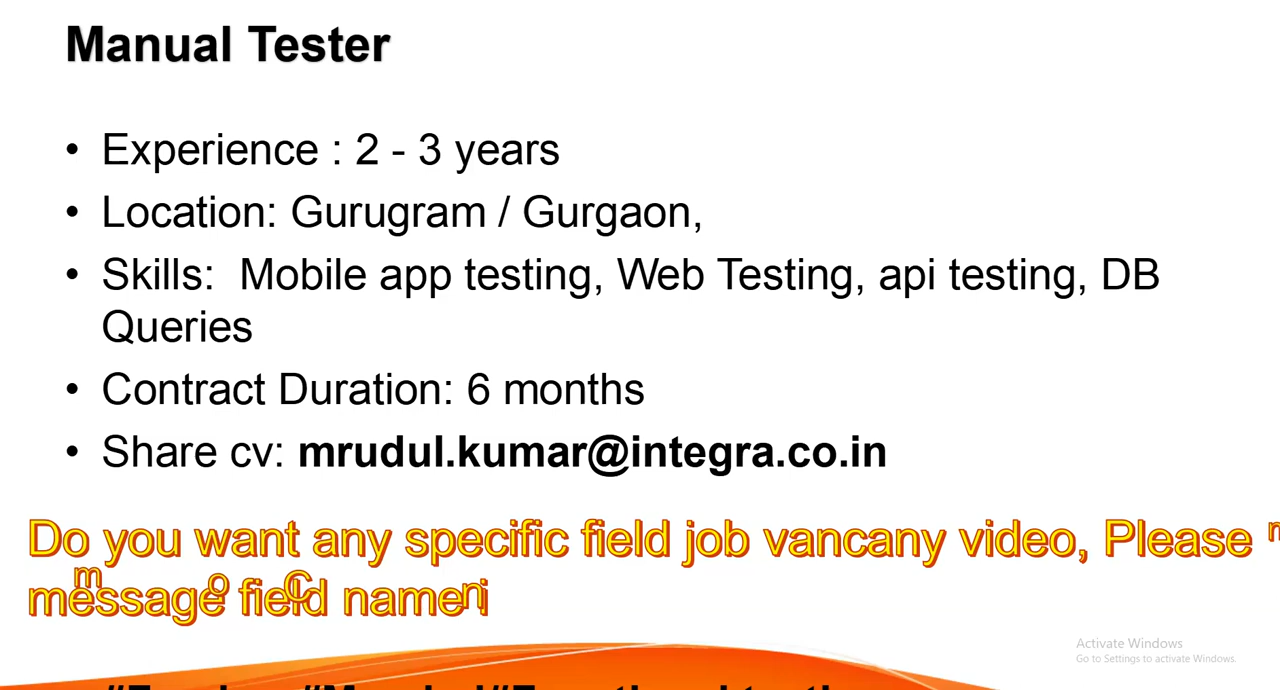 Manual Tester
• Experience : 2 - 3 years
• Location: Gurugram / Gurgaon,
• Skills:  Mobile app testing, Web Testing, api testing, DB
Queries
• Contract Duration: 6 months
• Share cv: mrudul.kumar@integra.co.in
Do you want any specific field job vancany video, Please
message field name
Activate Windows
Go to Settings to activate Windows.